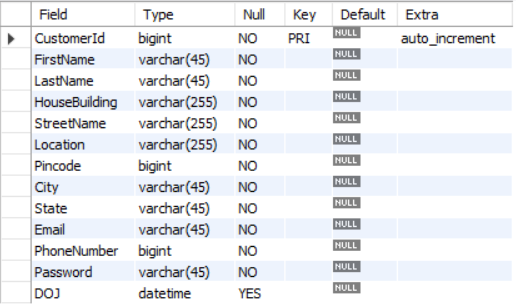 Field Type Null Key Default Extra
CustomerId bigint NO PRI NULL auto_increment
FirstName varchar(45) NO NULL
LastName varchar(45) NO NULL
HouseBuilding varchar(255) NO NULL
StreetName varchar(255) NO NULL
Location varchar(255) NO NULL
Pincode bigint NO NULL
City varchar(45) NO NULL
State varchar(45) NO NULL
Email varchar(45) NO NULL
PhoneNumber bigint NO NULL
Password varchar(45) NO NULL
DOJ datetime YES NULL